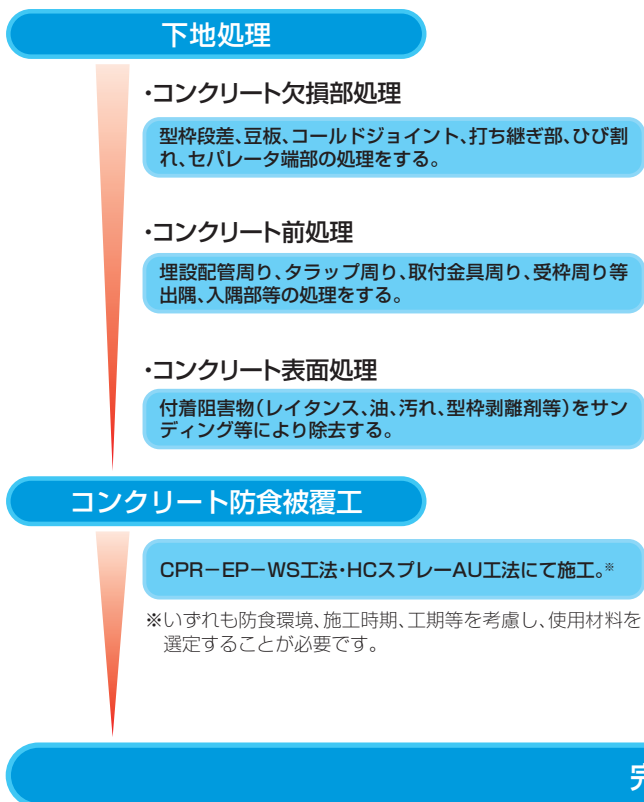 下地処理
・コンクリート欠損部処理
型枠段差、豆板、コールドジョイント、打ち継ぎ部、ひび割
れ、セパレータ端部の処理をする。
・コンクリート前処理
埋設配管周り、タラップ周り、取付金具周り、受枠周り等
出隅、入隅部等の処理をする。
・コンクリート表面処理
付着阻害物（レイタンス、油、汚れ、型枠剥離剤等）をサン
ディング等により除去する。
コンクリート防食被覆工
CPR－EP－WS工法・HCスプレーAU工法にて施工。※
※いずれも防食環境、施工時期、工期等を考慮し、使用材料を
選定することが必要です。